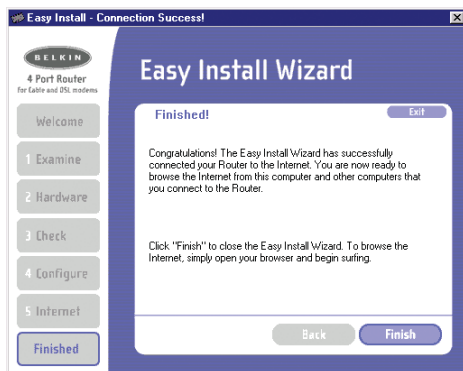 Easy Install - Connection Success!
BELKIN
4 Port Router
for Cable and DSL modems
Easy Install Wizard
Welcome
1 Examine
2 Hardware
3 Check
4 Configure
5 Internet
Finished
Finished!
Exit
Congratulations! The Easy Install Wizard has successfully
connected your Router to the Internet. You are now ready to
browse the Internet from this computer and other computers that
you connect to the Router.
Click "Finish" to close the Easy Install Wizard. To browse the
Internet, simply open your browser and begin surfing.
Back
Finish